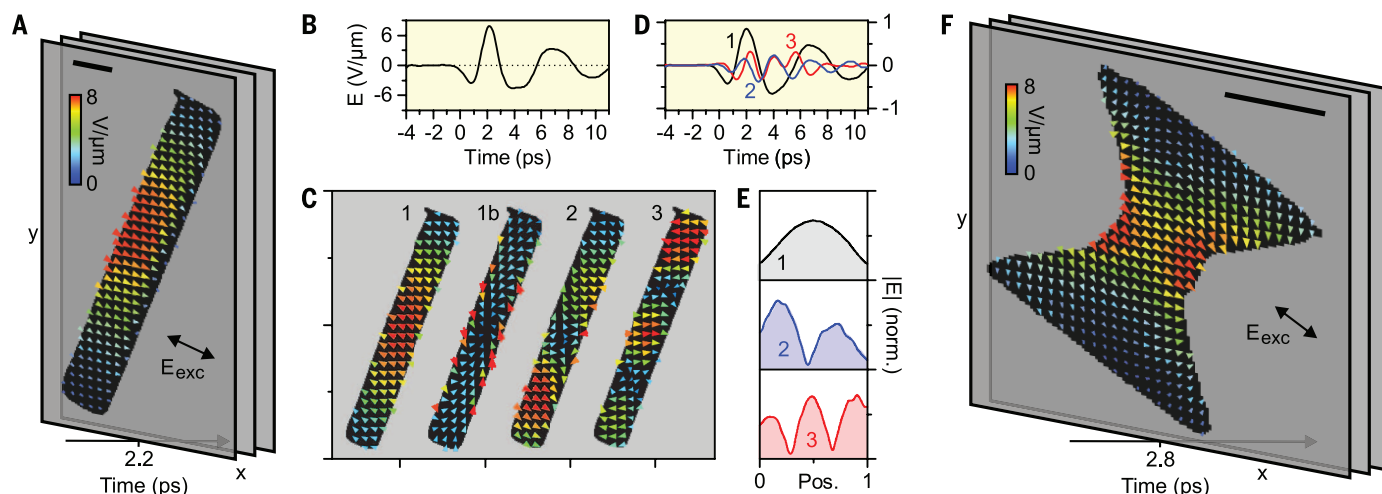 A
8
V/μm
0
y
E_exc
2.2
Time (ps)
x
B
E (V/μm)
6
0
-6
-4 -2 0 2 4 6 8 10
Time (ps)
D
1
3
2
1
0
-1
-4 -2 0 2 4 6 8 10
Time (ps)
C
1 1b 2 3
E
1
2
3
|E| (norm.)
0 Pos. 1
F
8
V/μm
0
y
E_exc
2.8
Time (ps)
x